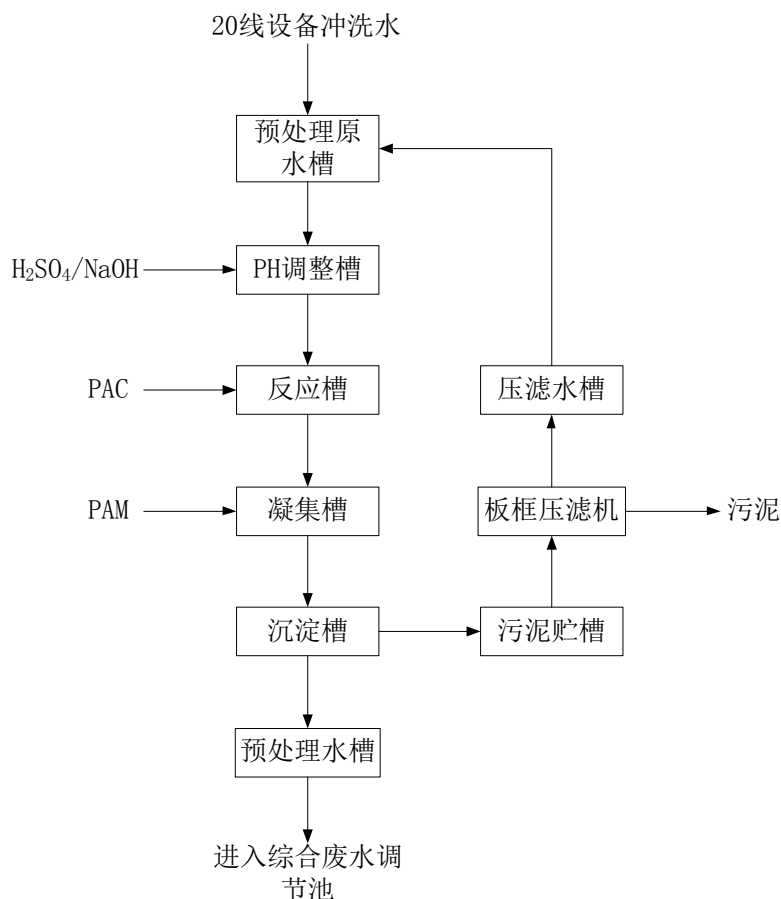 20线设备冲洗水
预处理原
水槽
H₂SO₄/NaOH
PH调整槽
PAC
反应槽
压滤水槽
PAM
凝集槽
板框压滤机
污泥
沉淀槽
污泥贮槽
预处理水槽
进入综合废水调
节池